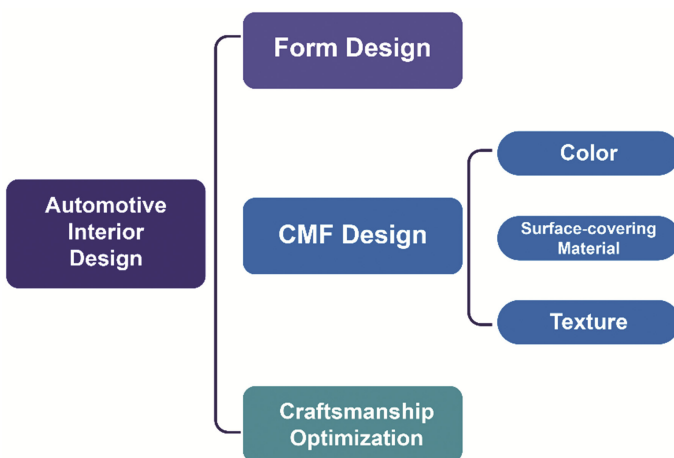 Form Design
Automotive
Interior
Design
CMF Design
Color
Surface-covering
Material
Texture
Craftsmanship
Optimization